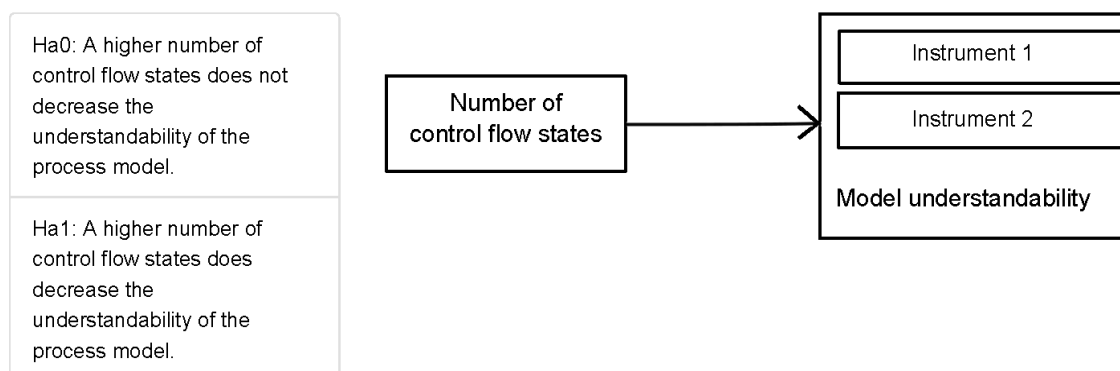 Ha0: A higher number of
control flow states does not
decrease the
understandability of the
process model.
Ha1: A higher number of
control flow states does
decrease the
understandability of the
process model.
Number of
control flow states
Instrument 1
Instrument 2
Model understandability